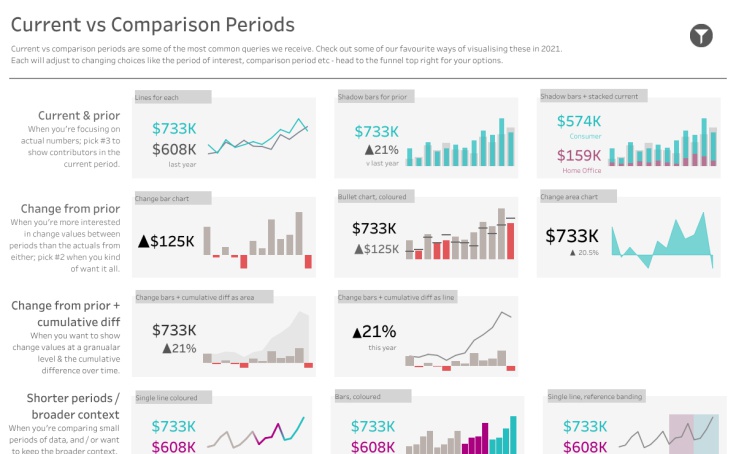 Current vs Comparison Periods
Current vs comparison periods are some of the most common queries we receive. Check out some of our favourite ways of visualising these in 2021.
Each will adjust to changing choices like the period of interest, comparison period etc - head to the funnel top right for your options.
Current & prior
When you're focusing on
actual numbers; pick #3 to
show contributors in the
current period.
Lines for each
$733K
$608K
last year
Shadow bars for prior
$733K
▲21%
v last year
Shadow bars + stacked current
$574K
Consumer
$159K
Home Office
Change from prior
When you're more interested
in change values between
periods than the actuals from
either; pick #2 when you kind
of want it all.
Change bar chart
▲$125K
Bullet chart, coloured
$733K
▲$125K
Change area chart
$733K
▲ 20.5%
Change from prior +
cumulative diff
When you want to show
change values at a granualar
level & the cumulative
difference over time.
Change bars + cumulative diff as area
$733K
▲21%
Change bars + cumulative diff as line
▲21%
this year
Shorter periods /
broader context
When you're comparing small
periods of data, and / or want
to keep the broader context.
Single line coloured
$733K
$608K
Bars, coloured
$733K
$608K
Single line, reference banding
$733K
$608K